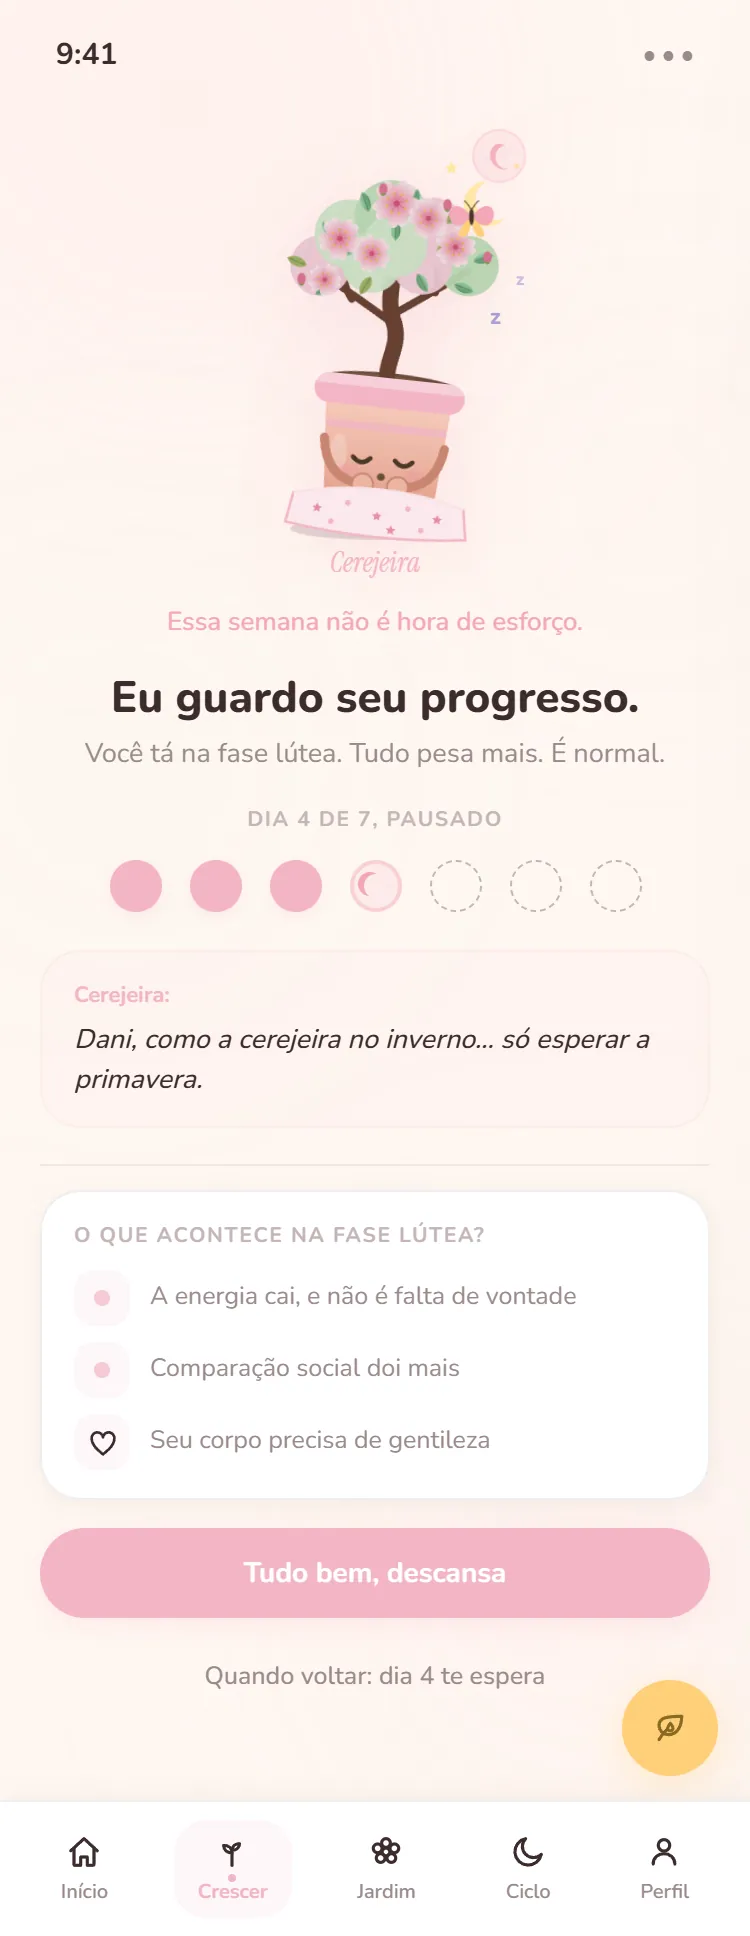 9:41
z
z
Cerejeira
Essa semana não é hora de esforço.
Eu guardo seu progresso.
Você tá na fase lútea. Tudo pesa mais. É normal.
DIA 4 DE 7, PAUSADO
Cerejeira:
Dani, como a cerejeira no inverno... só esperar a
primavera.
O QUE ACONTECE NA FASE LÚTEA?
A energia cai, e não é falta de vontade
Comparação social doi mais
Seu corpo precisa de gentileza
Tudo bem, descansa
Quando voltar: dia 4 te espera
Início
Crescer
Jardim
Ciclo
Perfil